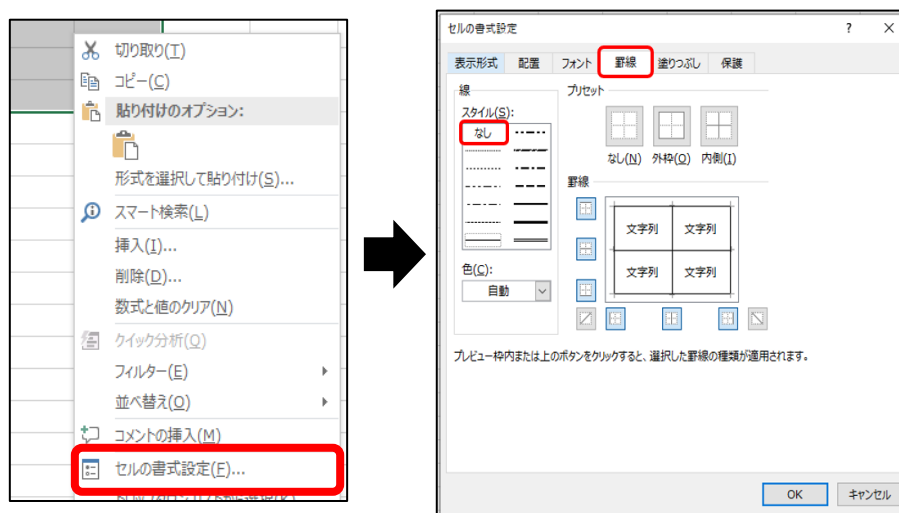 切り取り(T)
コピー(C)
貼り付けのオプション:
形式を選択して貼り付け(S)...
スマート検索(L)
挿入(I)...
削除(D)...
数式と値のクリア(N)
クイック分析(Q)
フィルター(E)
並べ替え(O)
コメントの挿入(M)
セルの書式設定(F)...
セルの書式設定 ? ×
表示形式 配置 フォント 罫線 塗りつぶし 保護
線
スタイル(S):
なし
色(C):
自動
プリセット
なし(N) 外枠(O) 内側(I)
罫線
文字列 文字列
文字列 文字列
プレビュー枠内または上のボタンをクリックすると、選択した罫線の種類が適用されます。
OK キャンセル